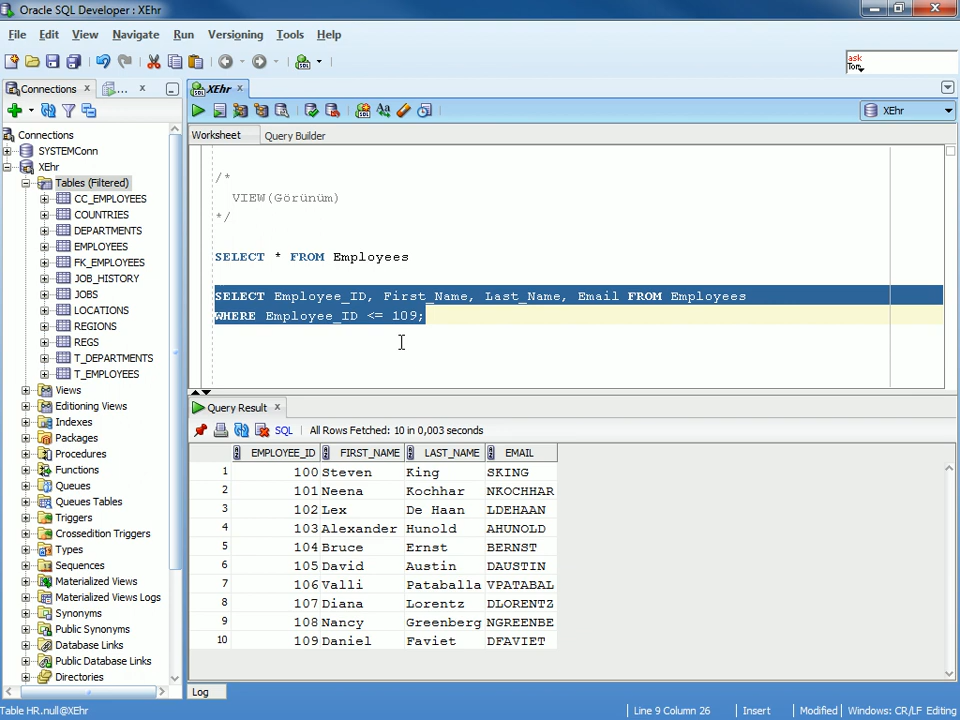 Oracle SQL Developer : XEhr
File Edit View Navigate Run Versioning Tools Help
ask
Tom
Connections
...
XEhr
XEhr
Worksheet Query Builder
Connections
SYSTEMConn
XEhr
Tables (Filtered)
CC_EMPLOYEES
COUNTRIES
DEPARTMENTS
EMPLOYEES
FK_EMPLOYEES
JOB_HISTORY
JOBS
LOCATIONS
REGIONS
REGS
T_DEPARTMENTS
T_EMPLOYEES
Views
Editioning Views
Indexes
Packages
Procedures
Functions
Queues
Queues Tables
Triggers
Crossedition Triggers
Types
Sequences
Materialized Views
Materialized Views Logs
Synonyms
Public Synonyms
Database Links
Public Database Links
Directories
/*
VIEW(Görünüm)
*/
SELECT * FROM Employees
SELECT Employee_ID, First_Name, Last_Name, Email FROM Employees
WHERE Employee_ID <= 109;
Query Result
SQL All Rows Fetched: 10 in 0,003 seconds
EMPLOYEE_ID FIRST_NAME LAST_NAME EMAIL
1 100 Steven King SKING
2 101 Neena Kochhar NKOCHHAR
3 102 Lex De Haan LDEHAAN
4 103 Alexander Hunold AHUNOLD
5 104 Bruce Ernst BERNST
6 105 David Austin DAUSTIN
7 106 Valli Pataballa VPATABAL
8 107 Diana Lorentz DLORENTZ
9 108 Nancy Greenberg NGREENBE
10 109 Daniel Faviet DFAVIET
Log
Table HR.null@XEhr
Line 9 Column 26 Insert Modified Windows: CR/LF Editing